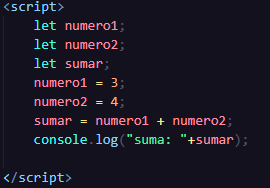 <script>
let numero1;
let numero2;
let sumar;
numero1 = 3;
numero2 = 4;
sumar = numero1 + numero2;
console.log("suma: "+sumar);
</script>